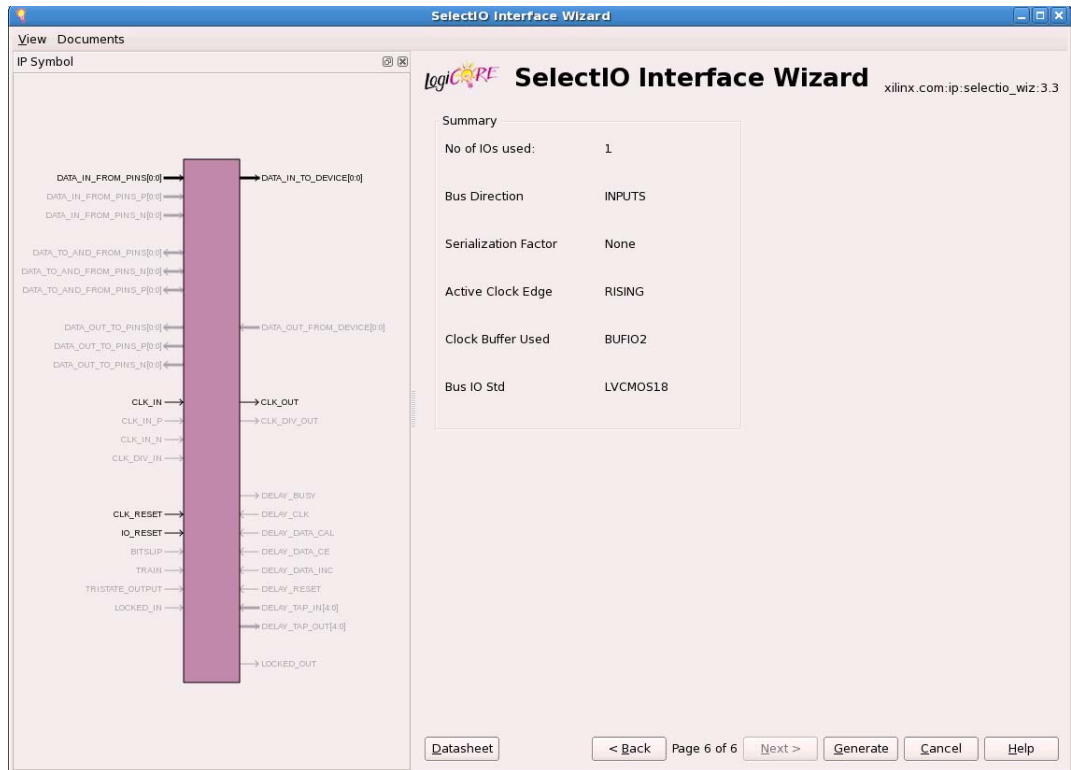 SelectIO Interface Wizard
View Documents
IP Symbol
DATA_IN_FROM_PINS[0:0]
DATA_IN_FROM_PINS_P[0:0]
DATA_IN_FROM_PINS_N[0:0]
DATA_TO_AND_FROM_PINS[0:0]
DATA_TO_AND_FROM_PINS_N[0:0]
DATA_TO_AND_FROM_PINS_P[0:0]
DATA_OUT_TO_PINS[0:0]
DATA_OUT_TO_PINS_P[0:0]
DATA_OUT_TO_PINS_N[0:0]
CLK_IN
CLK_IN_P
CLK_IN_N
CLK_DIV_IN
CLK_RESET
IO_RESET
BITSLIP
TRAIN
TRISTATE_OUTPUT
LOCKED_IN
DATA_IN_TO_DEVICE[0:0]
DATA_OUT_FROM_DEVICE[0:0]
CLK_OUT
CLK_DIV_OUT
DELAY_BUSY
DELAY_CLK
DELAY_DATA_CAL
DELAY_DATA_CE
DELAY_DATA_INC
DELAY_RESET
DELAY_TAP_IN[4:0]
DELAY_TAP_OUT[4:0]
LOCKED_OUT
LogiCORE SelectIO Interface Wizard xilinx.com:ip:selectio_wiz:3.3
Summary
No of IOs used: 1
Bus Direction INPUTS
Serialization Factor None
Active Clock Edge RISING
Clock Buffer Used BUFIO2
Bus IO Std LVCMOS18
Datasheet < Back Page 6 of 6 Next > Generate Cancel Help